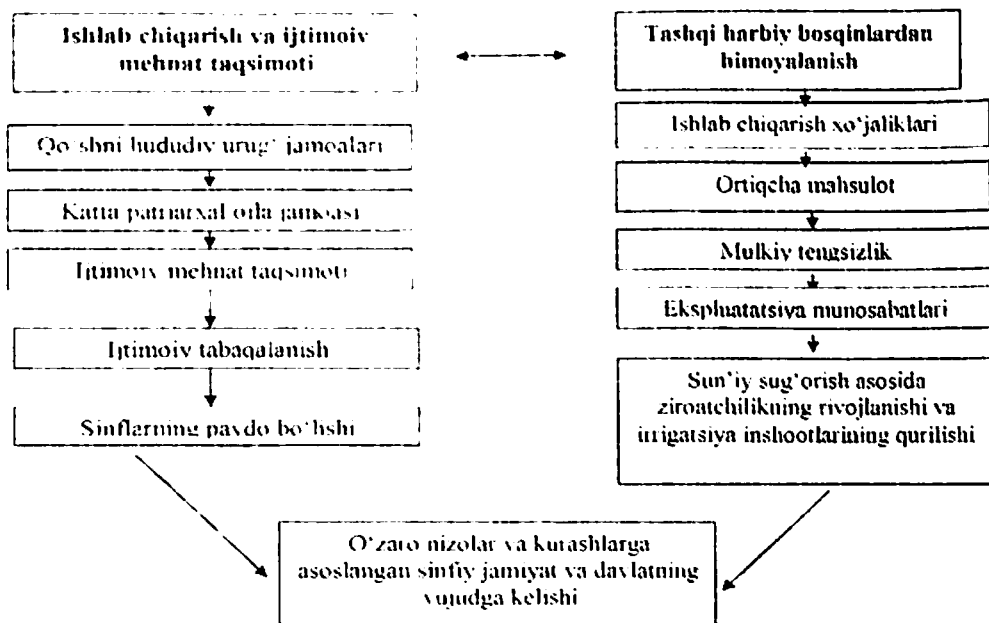 Ishlab chiqarish va ijtimoiy
mehnat taqsimoti
Qo‘shni hududiy urug‘ jamoalari
Katta patriarxal oila jamoasi
Ijtimoiy mehnat taqsimoti
Ijtimoiy tabaqalanish
Sinflarning paydo bo‘lishi
Tashqi harbiy bosqinlardan
himoyalanish
Ishlab chiqarish xo‘jaliklari
Ortiqcha mahsulot
Mulkiy tengsizlik
Ekspluatatsiya munosabatlari
Sun’iy sug‘orish asosida
ziroatchilikning rivojlanishi va
irrigatsiya inshootlarining qurilishi
O‘zaro nizolar va kurashlarga
asoslangan sinfiy jamiyat va davlatning
vujudga kelishi